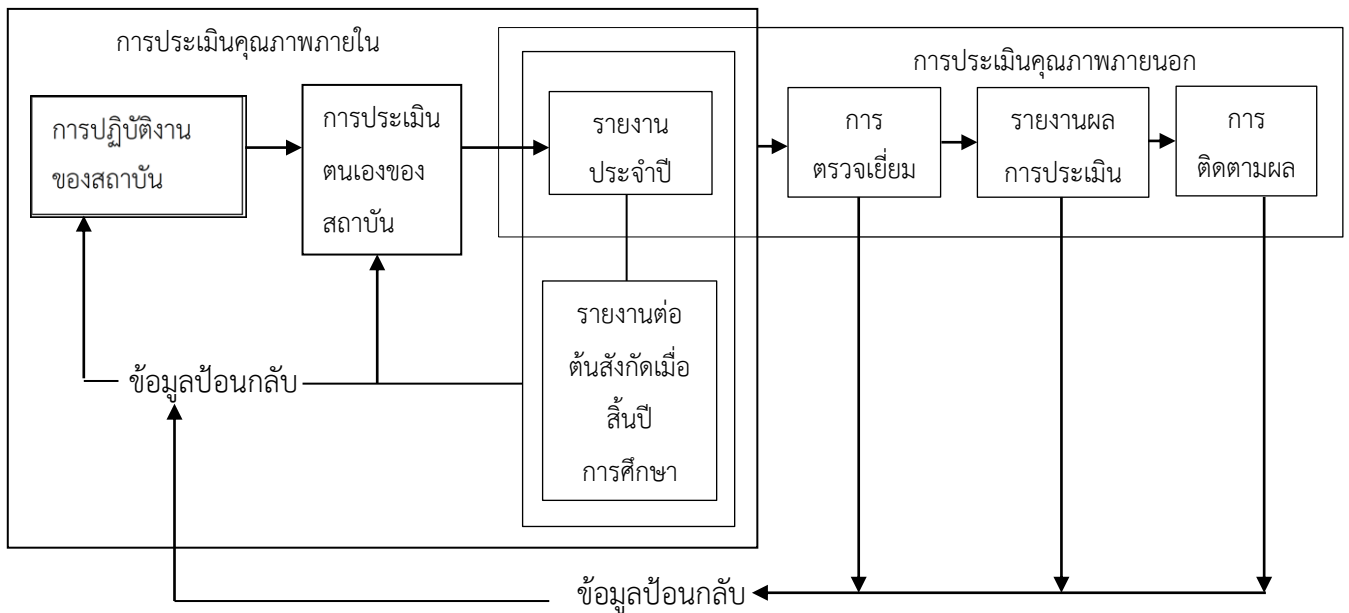 การประเมินคุณภาพภายใน
การประเมินคุณภาพภายนอก
การปฏิบัติงาน
ของสถาบัน
การประเมิน
ตนเองของ
สถาบัน
รายงาน
ประจำปี
การ
ตรวจเยี่ยม
รายงานผล
การประเมิน
การ
ติดตามผล
รายงานต่อ
ต้นสังกัดเมื่อ
สิ้นปี
การศึกษา
ข้อมูลป้อนกลับ
ข้อมูลป้อนกลับ